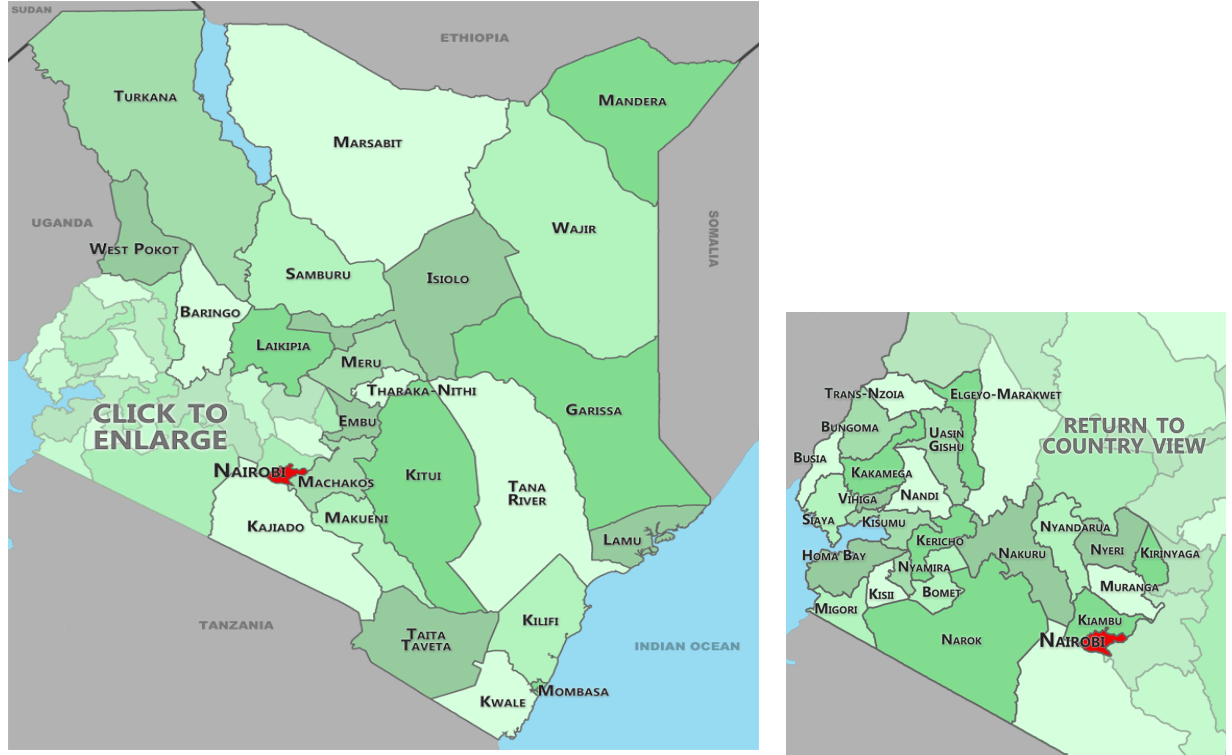 SUDAN
ETHIOPIA
TURKANA
MANDERA
MARSABIT
UGANDA
WEST POKOT
WAJIR
SOMALIA
SAMBURU
ISIOLO
BARINGO
LAIKIPIA
MERU
THARAKA-NITHI
GARISSA
CLICK TO
ENLARGE
EMBU
NAIROBI
MACHAKOS
KITUI
TANA
RIVER
KAJIADO
MAKUENI
LAMU
TANZANIA
TAITA
TAVETA
KILIFI
INDIAN OCEAN
KWALE
MOMBASA
TRANS-NZOIA
ELGEYO-MARAKWET
BUNGOMA
UASIN
GISHU
RETURN TO
COUNTRY VIEW
BUSIA
KAKAMEGA
VIHIGA
NANDI
SIAYA
KISUMU
NYANDARUA
KERICHO
HOMA BAY
NAKURU
NYERI
KIRINYAGA
NYAMIRA
KISII
BOMET
MURANGA
MIGORI
KIAMBU
NAROK
NAIROBI